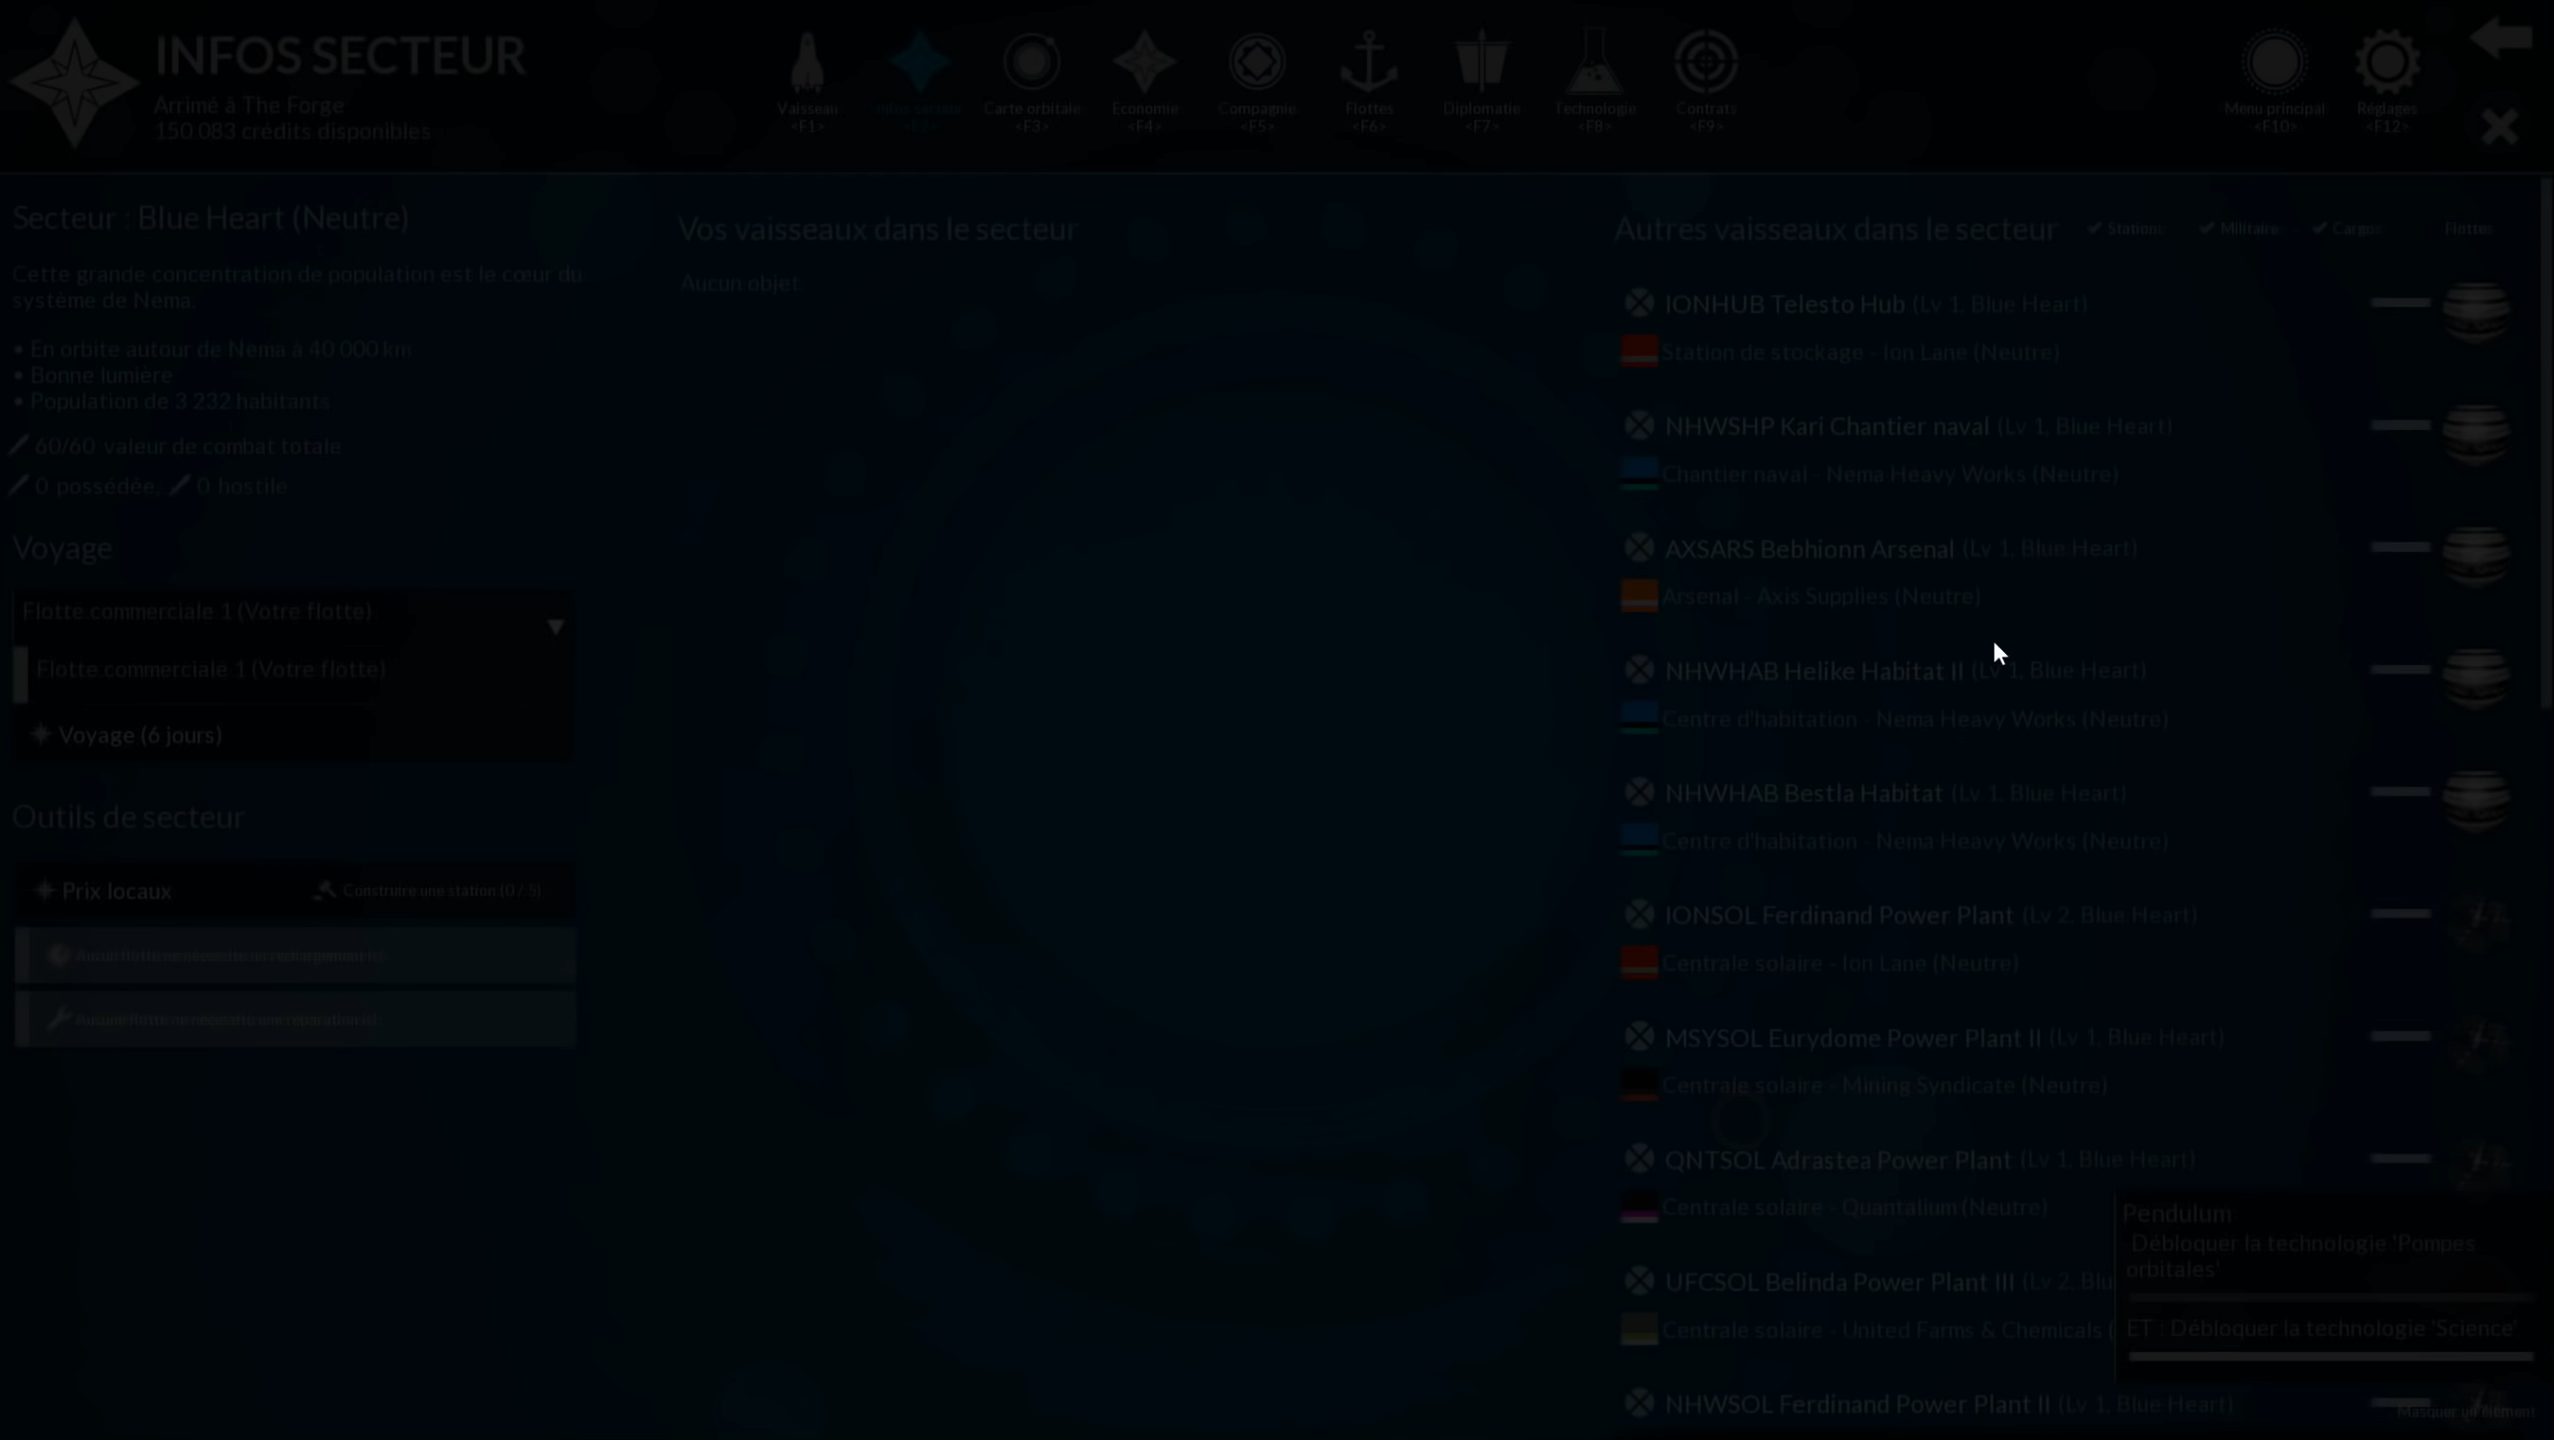 INFOS SECTEUR
Arrimé à The Forge
150 083 crédits disponibles
Vaisseau
<F1>
Infos secteur
<F2>
Carte orbitale
<F3>
Économie
<F4>
Compagnie
<F5>
Flottes
<F6>
Diplomatie
<F7>
Technologie
<F8>
Contrats
<F9>
Menu principal
<F10>
Réglages
<F12>
Secteur : Blue Heart (Neutre)
Cette grande concentration de population est le cœur du
système de Nema.
• En orbite autour de Nema à 40 000 km
• Bonne lumière
• Population de 3 232 habitants
60/60 valeur de combat totale
0 possédée, 0 hostile
Voyage
Flotte commerciale 1 (Votre flotte)
Flotte commerciale 1 (Votre flotte)
Voyage (6 jours)
Outils de secteur
Prix locaux
Construire une station (0 / 5)
Vos vaisseaux dans le secteur
Aucun objet.
Autres vaisseaux dans le secteur
Stations
Militaire
Cargos
Flottes
IONHUB Telesto Hub (Lv 1, Blue Heart)
Station de stockage - Ion Lane (Neutre)
NHWSHP Kari Chantier naval (Lv 1, Blue Heart)
Chantier naval - Nema Heavy Works (Neutre)
AXSARS Bebhionn Arsenal (Lv 1, Blue Heart)
Arsenal - Axis Supplies (Neutre)
NHWHAB Helike Habitat II (Lv 1, Blue Heart)
Centre d'habitation - Nema Heavy Works (Neutre)
NHWHAB Bestla Habitat (Lv 1, Blue Heart)
Centre d'habitation - Nema Heavy Works (Neutre)
IONSOL Ferdinand Power Plant (Lv 2, Blue Heart)
Centrale solaire - Ion Lane (Neutre)
MSYSOL Eurydome Power Plant II (Lv 1, Blue Heart)
Centrale solaire - Mining Syndicate (Neutre)
QNTSOL Adrastea Power Plant (Lv 1, Blue Heart)
Centrale solaire - Quantalium (Neutre)
UFCSOL Belinda Power Plant III (Lv 2, Blu
Centrale solaire - United Farms & Chemicals (
NHWSOL Ferdinand Power Plant II (Lv 1, Blue Heart)
Pendulum
Débloquer la technologie 'Pompes
orbitales'
ET : Débloquer la technologie 'Science'
Masquer